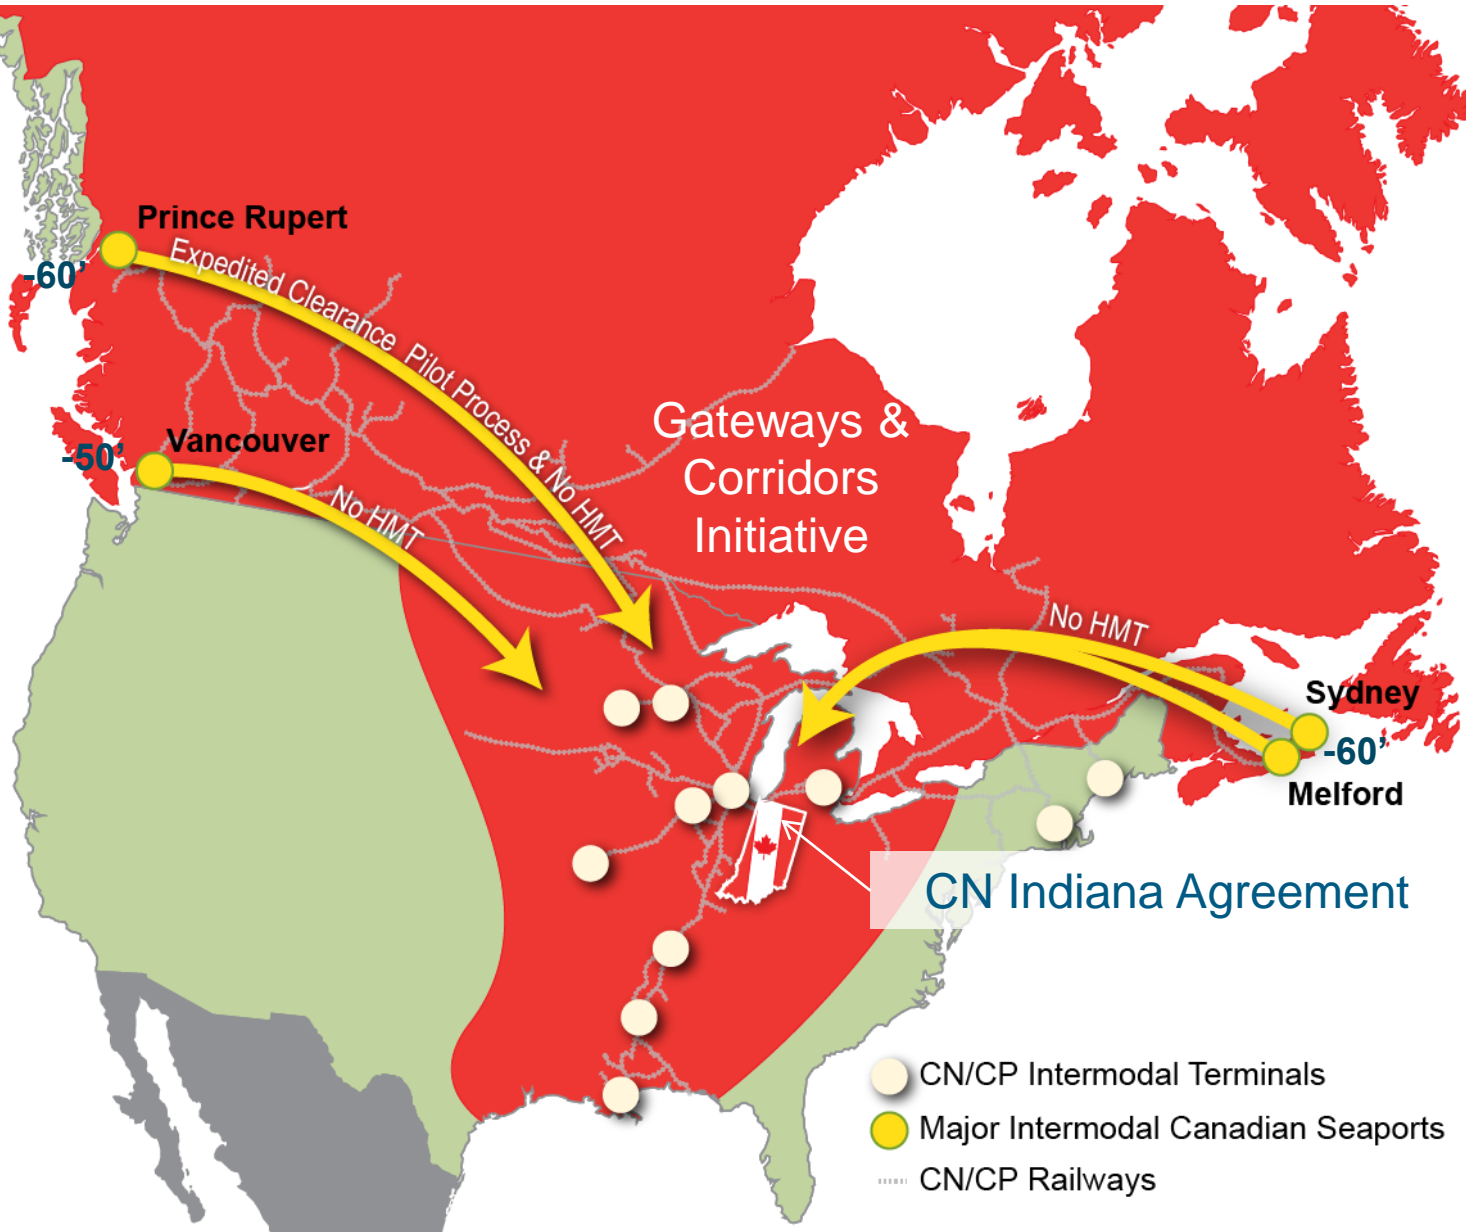 Prince Rupert
-60’
Expedited Clearance Pilot Process & No HMT
Vancouver
-50’
No HMT
Gateways &
Corridors
Initiative
No HMT
Sydney
-60’
Melford
CN Indiana Agreement
CN/CP Intermodal Terminals
Major Intermodal Canadian Seaports
CN/CP Railways